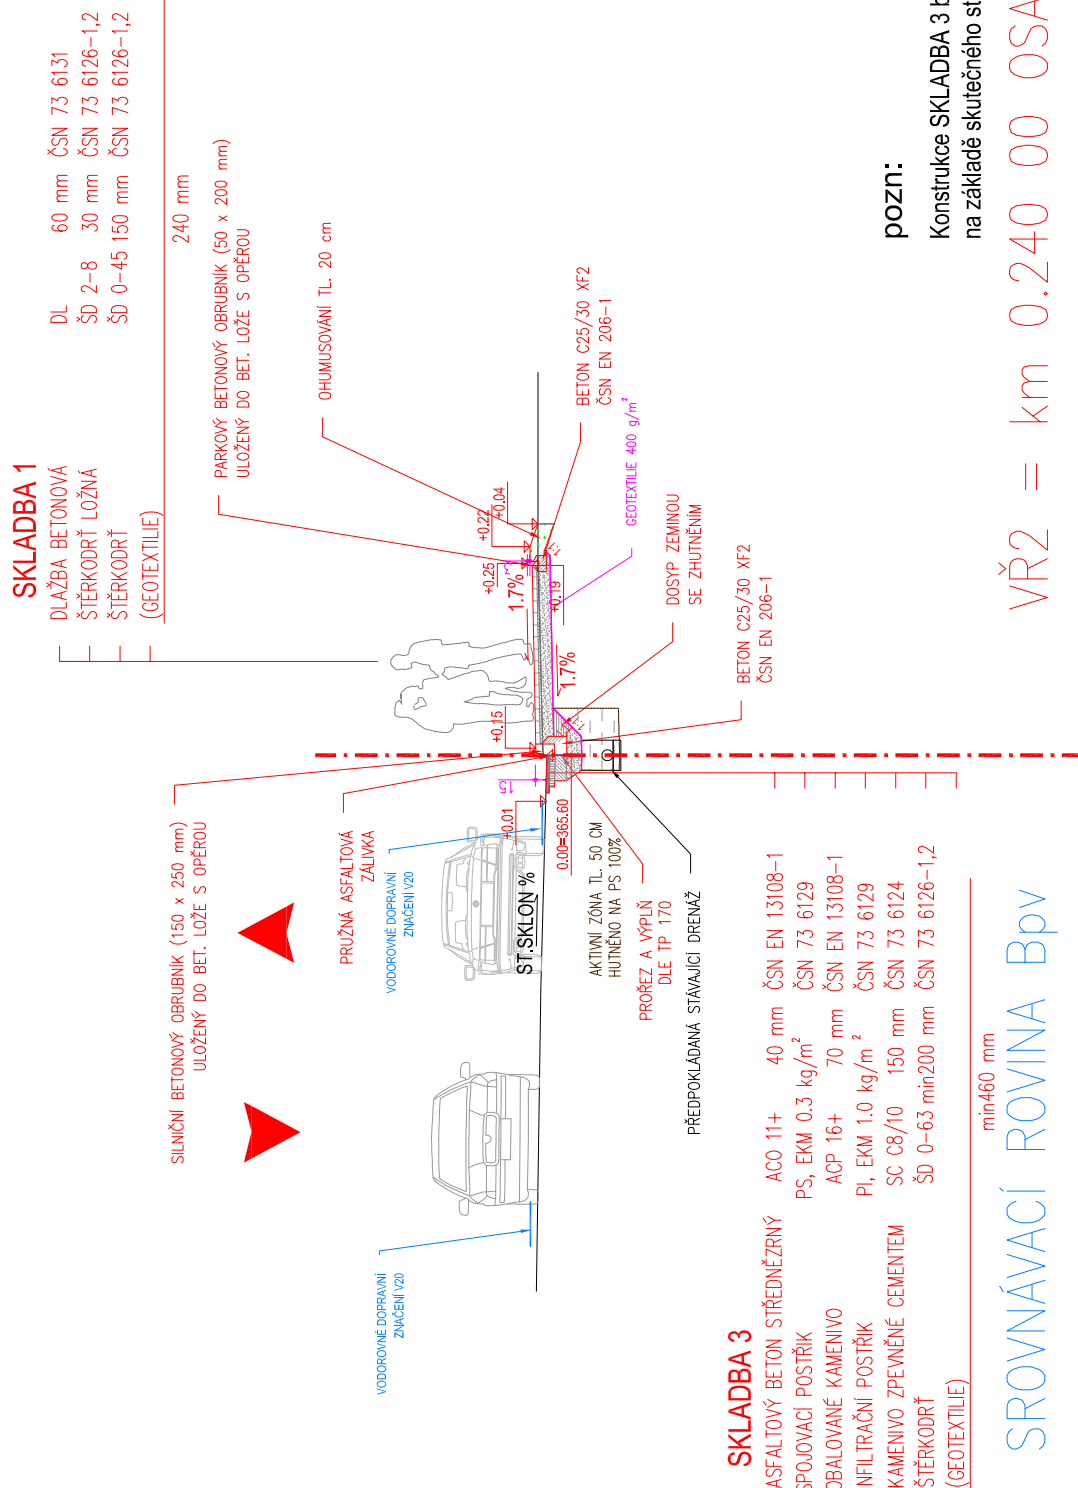 SKLADBA 1
DLAŽBA BETONOVÁ DL 60 mm ČSN 73 6131
ŠTĚRKODRŤ LOŽNÁ ŠD 2-8 30 mm ČSN 73 6126-1,2
ŠTĚRKODRŤ ŠD 0-45 150 mm ČSN 73 6126-1,2
(GEOTEXTILIE)
240 mm
PARKOVÝ BETONOVÝ OBRUBNÍK (50 x 200 mm)
ULOŽENÝ DO BET. LOŽE S OPĚROU
OHUMUSOVÁNÍ TL. 20 cm
SILNIČNÍ BETONOVÝ OBRUBNÍK (150 x 250 mm)
ULOŽENÝ DO BET. LOŽE S OPĚROU
PRUŽNÁ ASFALTOVÁ
ZÁLIVKA
VODOROVNÉ DOPRAVNÍ
ZNAČENÍ V20
VODOROVNÉ DOPRAVNÍ
ZNAČENÍ V20
ST.SKLON %
+0.01
15
+0.15
1.7%
+0.25
+0.22
+0.04
+0.19
1:1
1.7%
1:1
0.00=365.60
BETON C25/30 XF2
ČSN EN 206-1
GEOTEXTILIE 400 g/m²
DOSYP ZEMINOU
SE ZHUTNĚNÍM
BETON C25/30 XF2
ČSN EN 206-1
AKTIVNÍ ZÓNA TL. 50 CM
HUTNĚNO NA PS 100%
PROŘEZ A VÝPLŇ
DLE TP 170
PŘEDPOKLÁDANÁ STÁVAJÍCÍ DRENÁŽ
SKLADBA 3
ASFALTOVÝ BETON STŘEDNĚZRNÝ ACO 11+ 40 mm ČSN EN 13108-1
SPOJOVACÍ POSTŘIK PS, EKM 0.3 kg/m² ČSN 73 6129
OBALOVANÉ KAMENIVO ACP 16+ 70 mm ČSN EN 13108-1
NFILTRAČNÍ POSTŘIK PI, EKM 1.0 kg/m² ČSN 73 6129
KAMENIVO ZPEVNĚNÉ CEMENTEM SC C8/10 150 mm ČSN 73 6124
ŠTĚRKODRŤ ŠD 0-63 min200 mm ČSN 73 6126-1,2
(GEOTEXTILIE)
min460 mm
pozn:
Konstrukce SKLADBA 3 b
na základě skutečného st
SROVNÁVACÍ ROVINA Bpv
VŘ2 = km 0.240 00 OSA